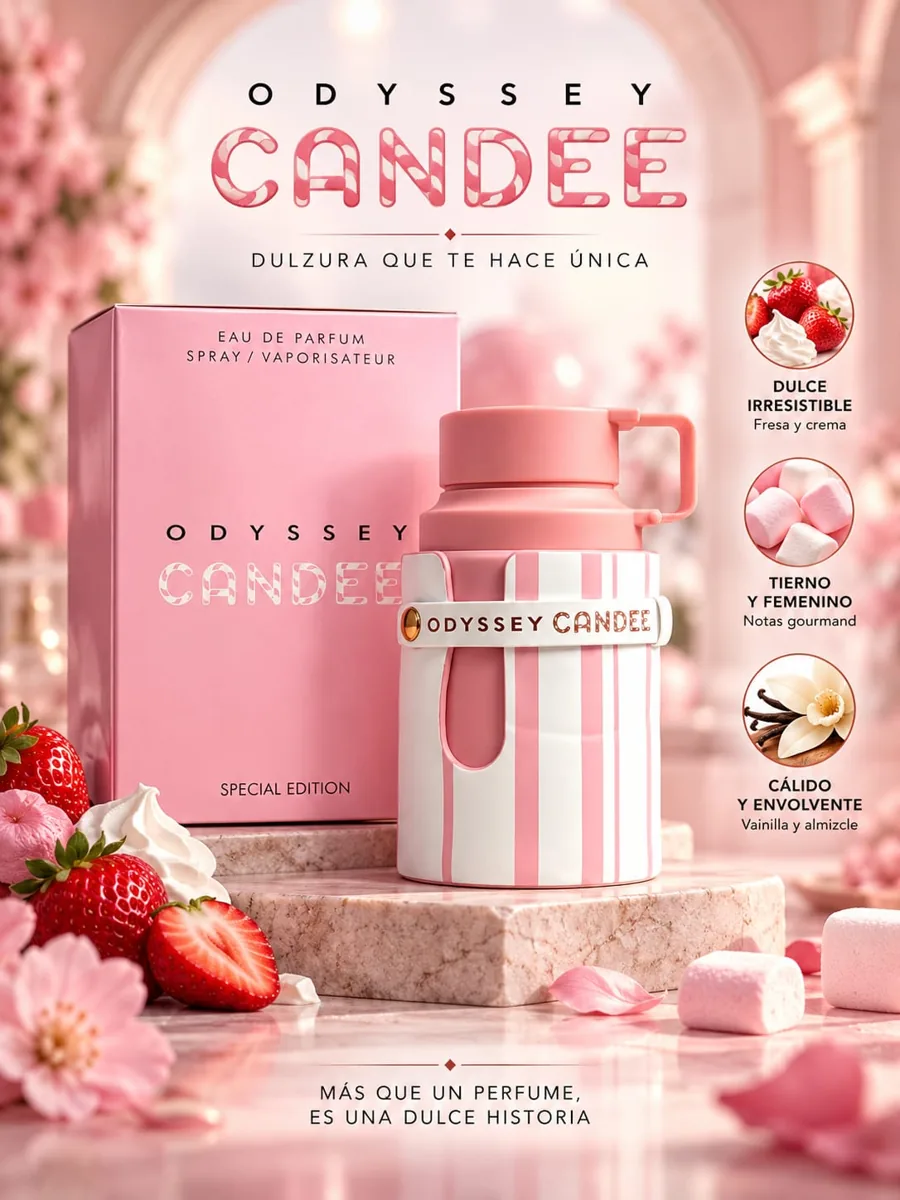 ODYSSEY
CANDEE
DULZURA QUE TE HACE ÚNICA
EAU DE PARFUM
SPRAY / VAPORISATEUR
ODYSSEY
CANDEE
SPECIAL EDITION
ODYSSEY CANDEE
DULCE
IRRESISTIBLE
Fresa y crema
TIERNO
Y FEMENINO
Notas gourmand
CÁLIDO
Y ENVOLVENTE
Vainilla y almizcle
MÁS QUE UN PERFUME,
ES UNA DULCE HISTORIA